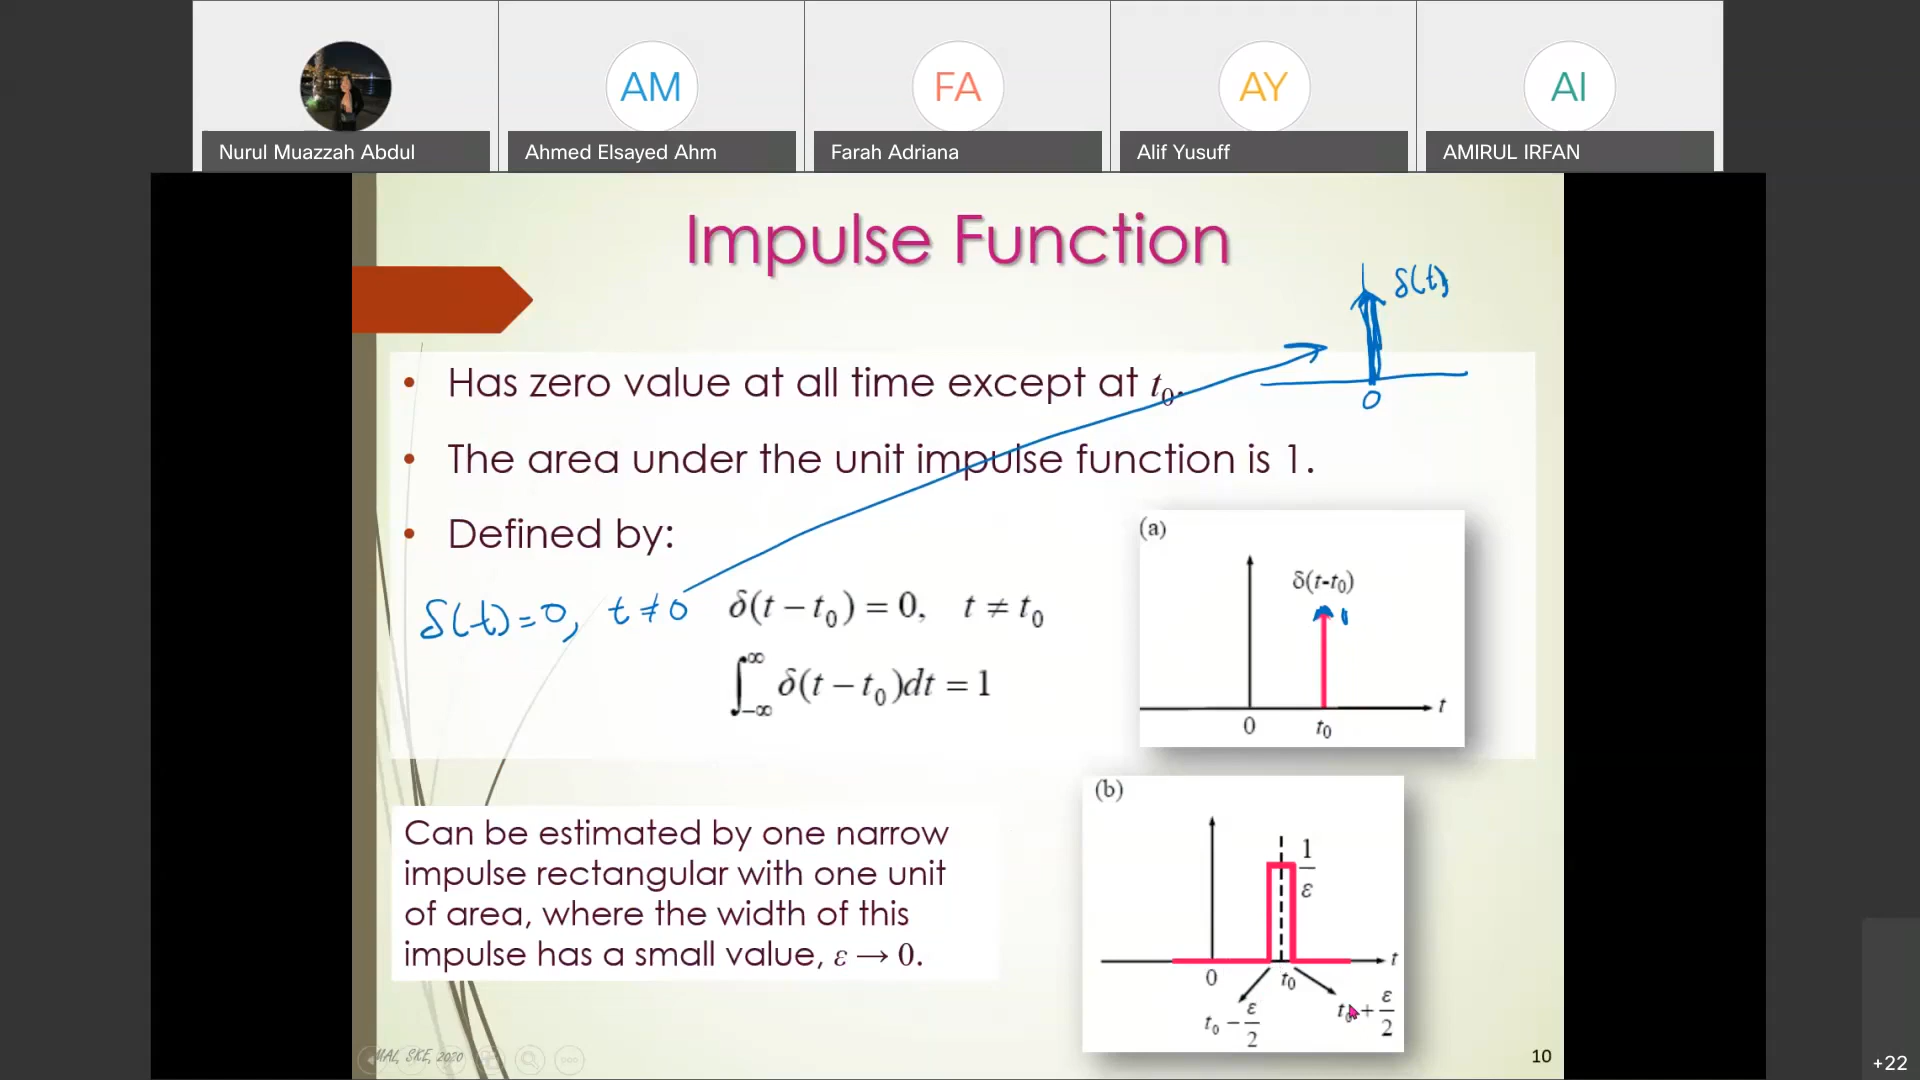 AM
FA
AY
AI
Nurul Muazzah Abdul
Ahmed Elsayed Ahm
Farah Adriana
Alif Yusuff
AMIRUL IRFAN
Impulse Function
δ(t)
0
• Has zero value at all time except at t₀.
• The area under the unit impulse function is 1.
• Defined by:
δ(t)=0, t≠0
δ(t − t₀) = 0, t ≠ t₀
∫_{−∞}^{∞} δ(t − t₀)dt = 1
(a)
δ(t-t₀)
t
0
t₀
Can be estimated by one narrow
impulse rectangular with one unit
of area, where the width of this
impulse has a small value, ε → 0.
(b)
1/ε
t
0
t₀
t₀ − ε/2
t₀ + ε/2
MAL, SKE, 2020
10
+22